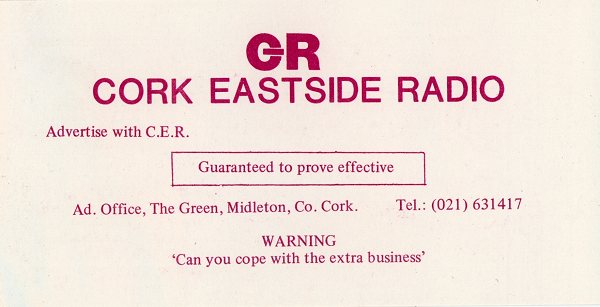 CER
CORK EASTSIDE RADIO
Advertise with C.E.R.
Guaranteed to prove effective
Ad. Office, The Green, Midleton, Co. Cork. Tel.: (021) 631417
WARNING
'Can you cope with the extra business'